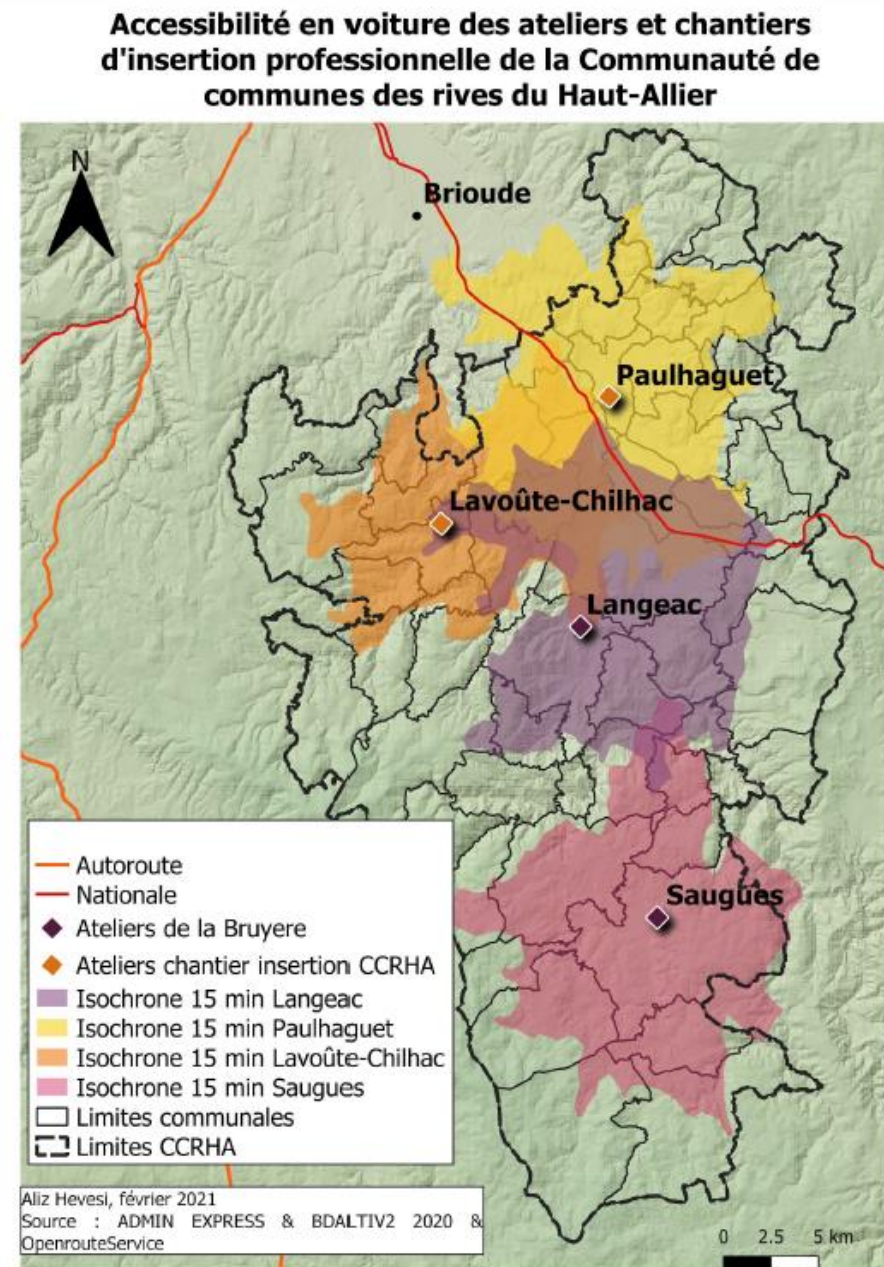 Accessibilité en voiture des ateliers et chantiers
d'insertion professionnelle de la Communauté de
communes des rives du Haut-Allier
N
Brioude
Paulhaguet
Lavoûte-Chilhac
Langeac
Saugues
Autoroute
Nationale
Ateliers de la Bruyere
Ateliers chantier insertion CCRHA
Isochrone 15 min Langeac
Isochrone 15 min Paulhaguet
Isochrone 15 min Lavoûte-Chilhac
Isochrone 15 min Saugues
Limites communales
Limites CCRHA
Aliz Hevesi, février 2021
Source : ADMIN EXPRESS & BDALTIV2 2020 &
OpenrouteService
0 2.5 5 km